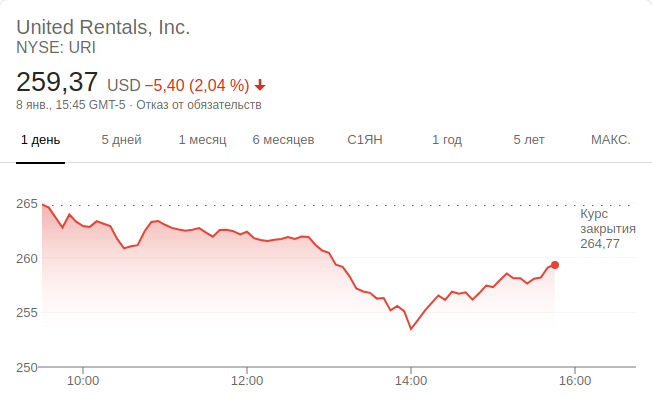 United Rentals, Inc.
NYSE: URI
259,37 USD −5,40 (2,04 %)
8 янв., 15:45 GMT-5 · Отказ от обязательств
1 день 5 дней 1 месяц 6 месяцев С1ЯН 1 год 5 лет МАКС.
265
Курс
закрытия
264,77
260
255
250
10:00 12:00 14:00 16:00